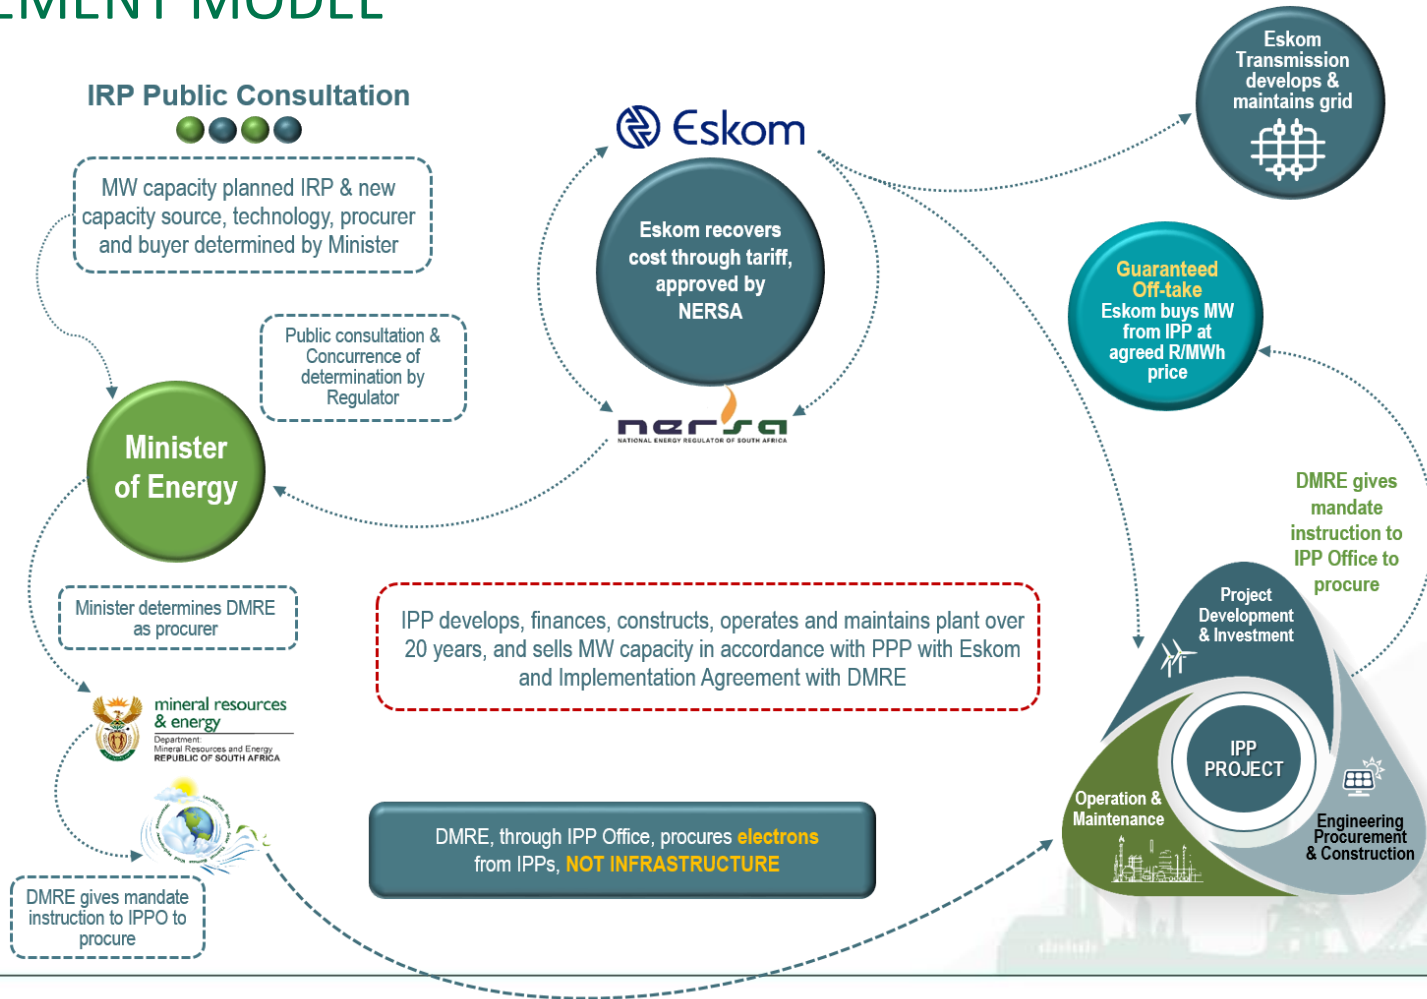 EMENT MODEL
IRP Public Consultation
MW capacity planned IRP & new
capacity source, technology, procurer
and buyer determined by Minister
Public consultation &
Concurrence of
determination by
Regulator
Minister
of Energy
Minister determines DMRE
as procurer
mineral resources
& energy
Department:
Mineral Resources and Energy
REPUBLIC OF SOUTH AFRICA
DMRE gives mandate
instruction to IPPO to
procure
Eskom
Eskom recovers
cost through tariff,
approved by
NERSA
nersa
NATIONAL ENERGY REGULATOR OF SOUTH AFRICA
IPP develops, finances, constructs, operates and maintains plant over
20 years, and sells MW capacity in accordance with PPP with Eskom
and Implementation Agreement with DMRE
DMRE, through IPP Office, procures electrons
from IPPs, NOT INFRASTRUCTURE
Eskom
Transmission
develops &
maintains grid
Guaranteed
Off-take
Eskom buys MW
from IPP at
agreed R/MWh
price
DMRE gives
mandate
instruction to
IPP Office to
procure
Project
Development
& Investment
IPP
PROJECT
Operation &
Maintenance
Engineering
Procurement
& Construction